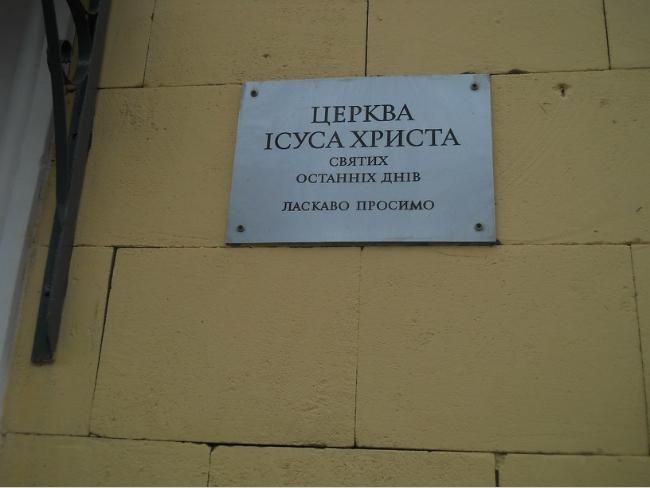 ЦЕРКВА
ІСУСА ХРИСТА
СВЯТИХ
ОСТАННІХ ДНІВ
ЛАСКАВО ПРОСИМО